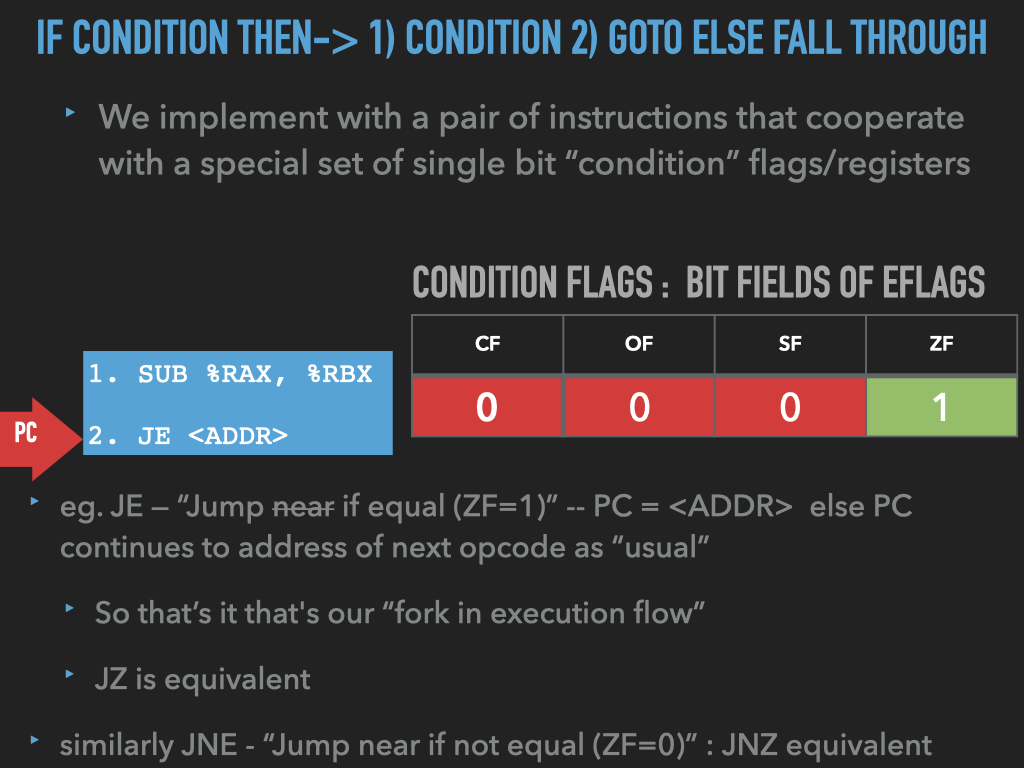 IF CONDITION THEN-> 1) CONDITION 2) GOTO ELSE FALL THROUGH
‣ We implement with a pair of instructions that cooperate
with a special set of single bit “condition” flags/registers
CONDITION FLAGS : BIT FIELDS OF EFLAGS
CF OF SF ZF
0 0 0 1
1. SUB %RAX, %RBX
PC
2. JE <ADDR>
‣ eg. JE — “Jump near if equal (ZF=1)” -- PC = <ADDR> else PC
continues to address of next opcode as “usual”
‣ So that’s it that's our “fork in execution flow”
‣ JZ is equivalent
‣ similarly JNE - “Jump near if not equal (ZF=0)” : JNZ equivalent